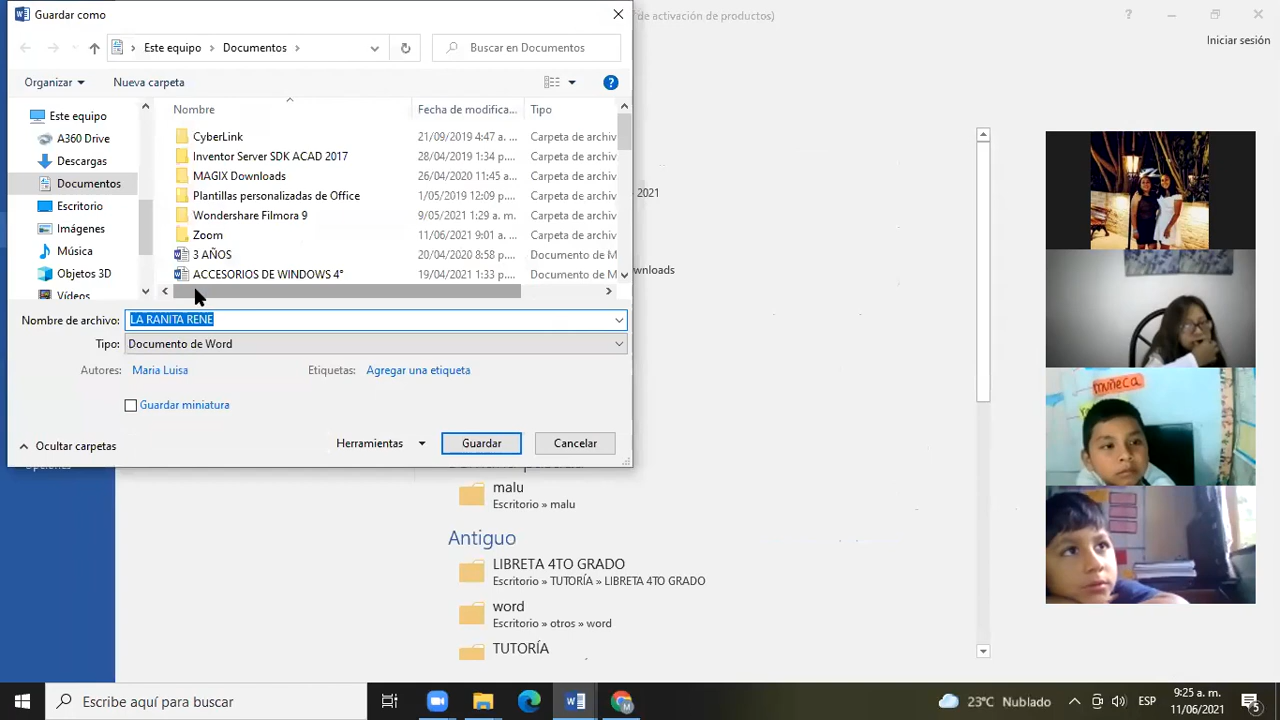 Guardar como
de activación de productos)
?
Iniciar sesión
Este equipo > Documentos >
Buscar en Documentos
Organizar
Nueva carpeta
?
Nombre
Fecha de modifica...
Tipo
Este equipo
A360 Drive
Descargas
Documentos
Escritorio
Imágenes
Música
Objetos 3D
Vídeos
CyberLink 21/09/2019 4:47 a. ... Carpeta de archiv
Inventor Server SDK ACAD 2017 28/04/2019 1:34 p.... Carpeta de archiv
MAGIX Downloads 26/04/2020 11:45 a... Carpeta de archiv
Plantillas personalizadas de Office 1/05/2019 12:09 p.... Carpeta de archiv
Wondershare Filmora 9 9/05/2021 1:29 a. m. Carpeta de archiv
Zoom 11/06/2021 9:01 a. ... Carpeta de archiv
3 AÑOS 20/04/2020 8:58 p.... Documento de M
ACCESORIOS DE WINDOWS 4° 19/04/2021 1:33 p.... Documento de M
Nombre de archivo: LA RANITA RENE
Tipo: Documento de Word
Autores: Maria Luisa
Etiquetas: Agregar una etiqueta
Guardar miniatura
Ocultar carpetas
Herramientas
Guardar
Cancelar
2021
wnloads
malu
Escritorio » malu
Antiguo
LIBRETA 4TO GRADO
Escritorio » TUTORÍA » LIBRETA 4TO GRADO
word
Escritorio » otros » word
TUTORÍA
muñeca
Escribe aquí para buscar
23°C Nublado
ESP
9:25 a. m.
11/06/2021
5